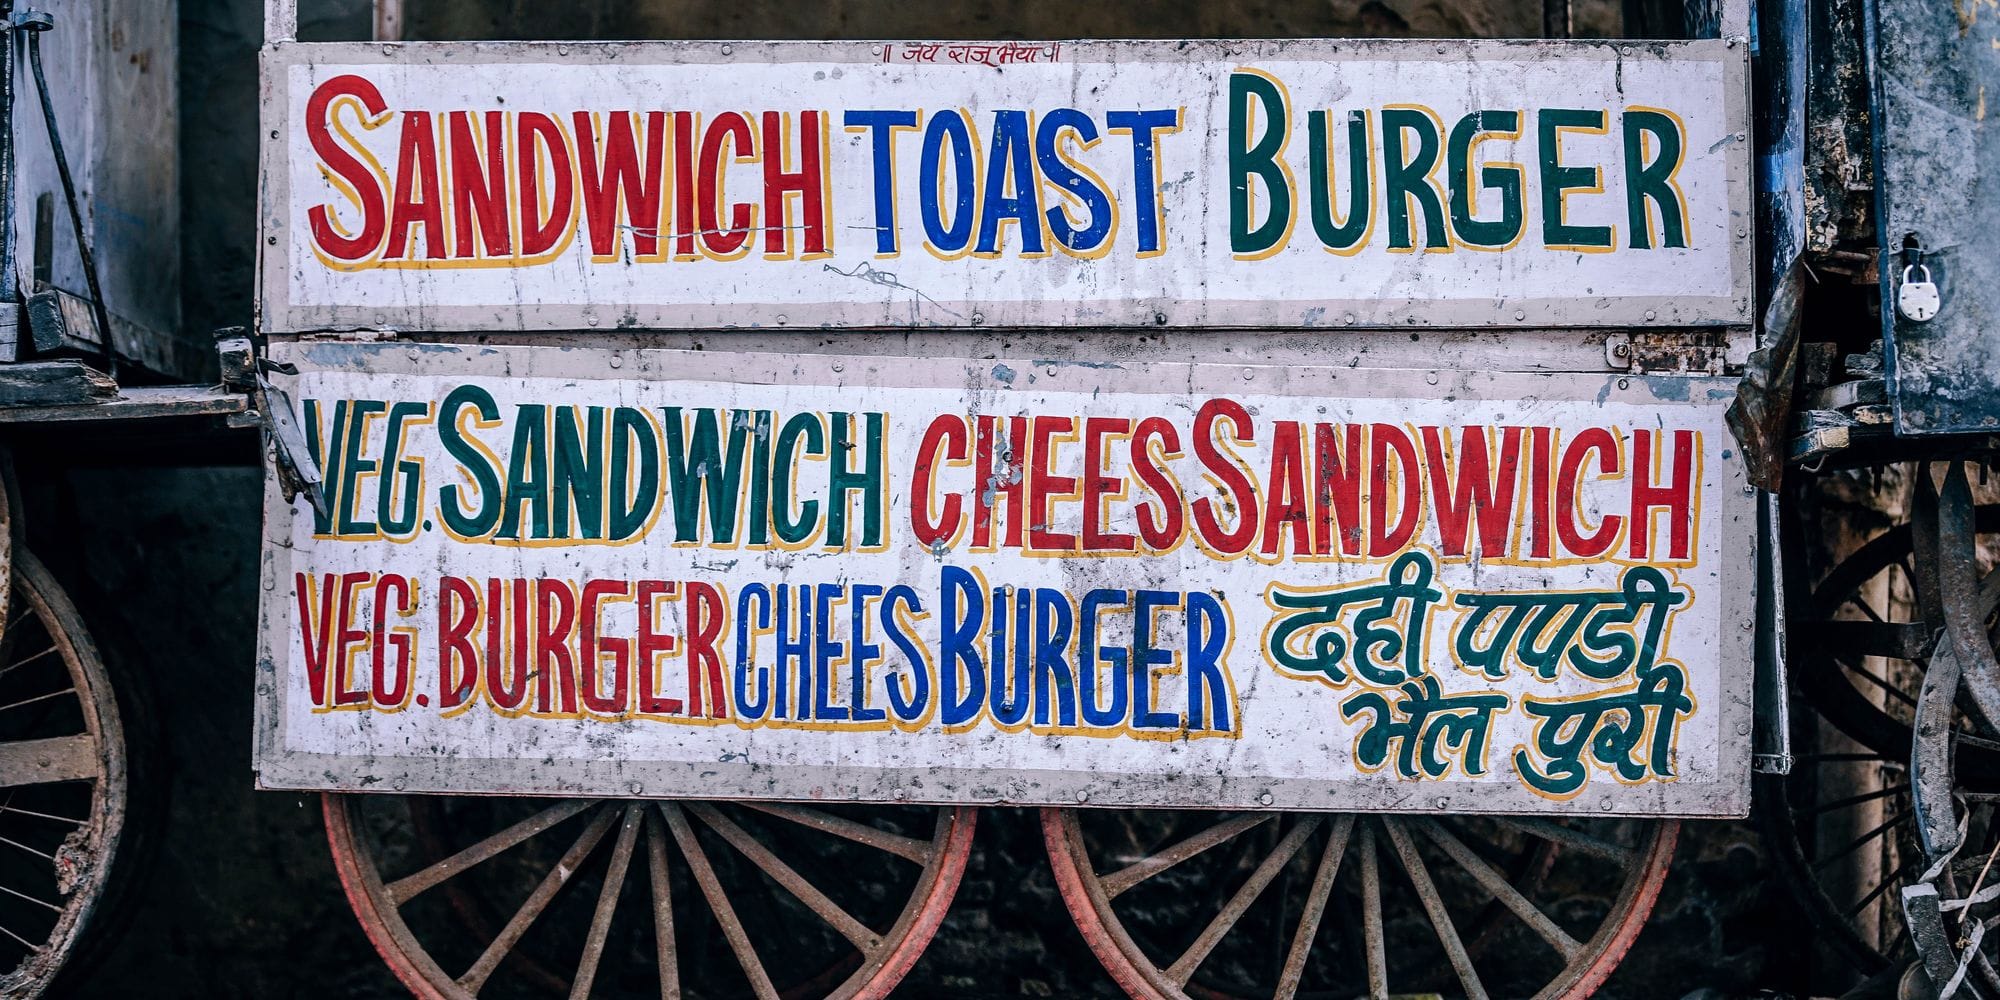 ॥ जय राजू भैया ॥
SANDWICH TOAST BURGER
VEG. SANDWICH CHEES SANDWICH
VEG. BURGER CHEES BURGER दही पपडी
भैल पुरी